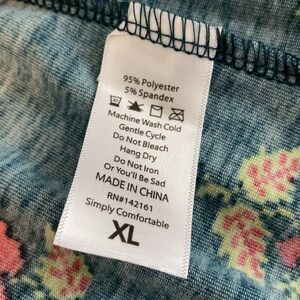 95% Polyester
5% Spandex
Machine Wash Cold
Gentle Cycle
Do Not Bleach
Hang Dry
Do Not Iron
Or You'll Be Sad
MADE IN CHINA
RN#142161
Simply Comfortable
XL